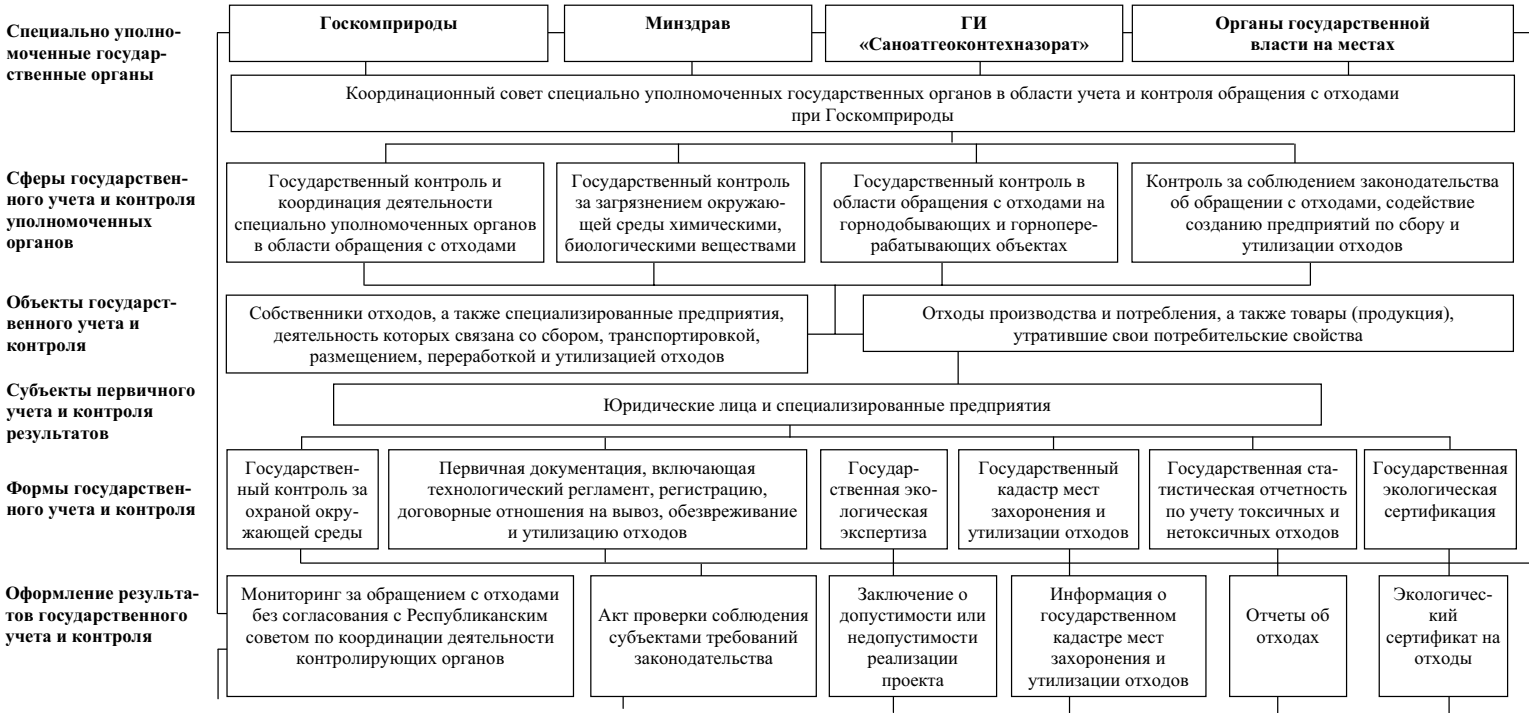 Специально уполно-
моченные государ-
ственные органы
Госкомприроды
Минздрав
ГИ
«Саноатгеоконтехназорат»
Органы государственной
власти на местах
Координационный совет специально уполномоченных государственных органов в области учета и контроля обращения с отходами
при Госкомприроды
Сферы государствен-
ного учета и контроля
уполномоченных
органов
Государственный контроль и
координация деятельности
специально уполномоченных органов
в области обращения с отходами
Государственный контроль
за загрязнением окружаю-
щей среды химическими,
биологическими веществами
Государственный контроль в
области обращения с отходами на
горнодобывающих и горнопере-
рабатывающих объектах
Контроль за соблюдением законодательства
об обращении с отходами, содействие
созданию предприятий по сбору и
утилизации отходов
Объекты государст-
венного учета и
контроля
Собственники отходов, а также специализированные предприятия,
деятельность которых связана со сбором, транспортировкой,
размещением, переработкой и утилизацией отходов
Отходы производства и потребления, а также товары (продукция),
утратившие свои потребительские свойства
Субъекты первичного
учета и контроля
результатов
Юридические лица и специализированные предприятия
Формы государствен-
ного учета и контроля
Государствен-
ный контроль за
охраной окру-
жающей среды
Первичная документация, включающая
технологический регламент, регистрацию,
договорные отношения на вывоз, обезвреживание
и утилизацию отходов
Государ-
ственная эко-
логическая
экспертиза
Государственный
кадастр мест
захоронения и
утилизации отходов
Государственная ста-
тистическая отчетность
по учету токсичных и
нетоксичных отходов
Государственная
экологическая
сертификация
Оформление результа-
тов государственного
учета и контроля
Мониторинг за обращением с отходами
без согласования с Республиканским
советом по координации деятельности
контролирующих органов
Акт проверки соблюдения
субъектами требований
законодательства
Заключение о
допустимости или
недопустимости
реализации
проекта
Информация о
государственном
кадастре мест
захоронения и
утилизации отходов
Отчеты об
отходах
Экологичес-
кий
сертификат на
отходы